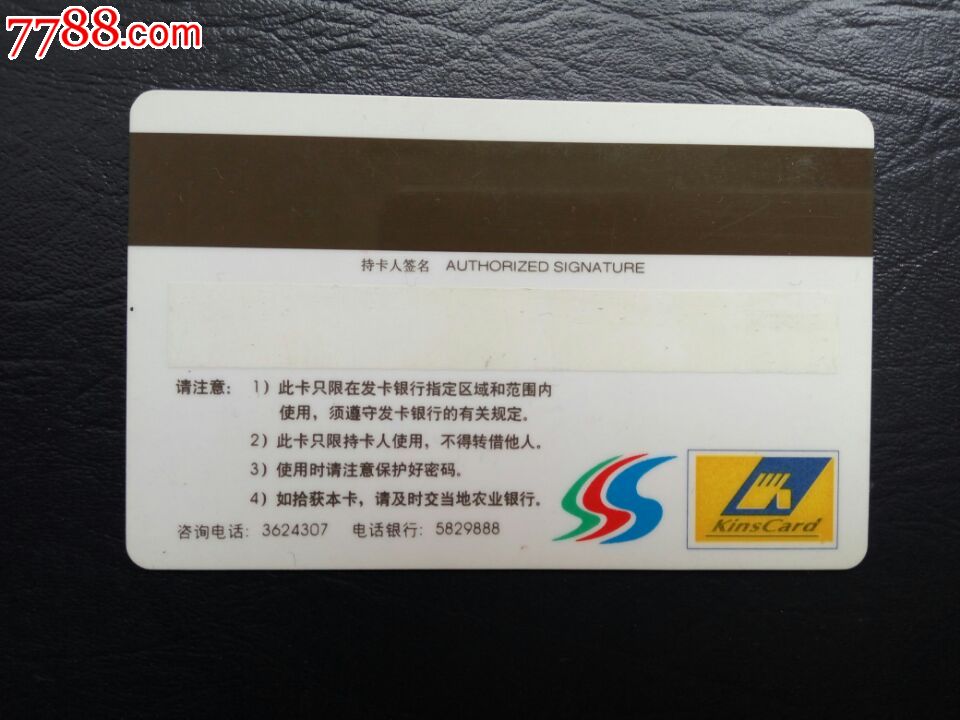 7788.com
持卡人签名 AUTHORIZED SIGNATURE
请注意: 1) 此卡只限在发卡银行指定区域和范围内
使用，须遵守发卡银行的有关规定。
2) 此卡只限持卡人使用，不得转借他人。
3) 使用时请注意保护好密码。
4) 如拾获本卡，请及时交当地农业银行。
咨询电话: 3624307 电话银行: 5829888
KinsCard